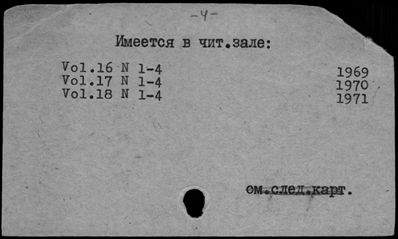 -4-
Имеется в чит.зале:
Vol.16 N 1-4 1969
Vol.17 N 1-4 1970
Vol.18 N 1-4 1971
см.след.карт.